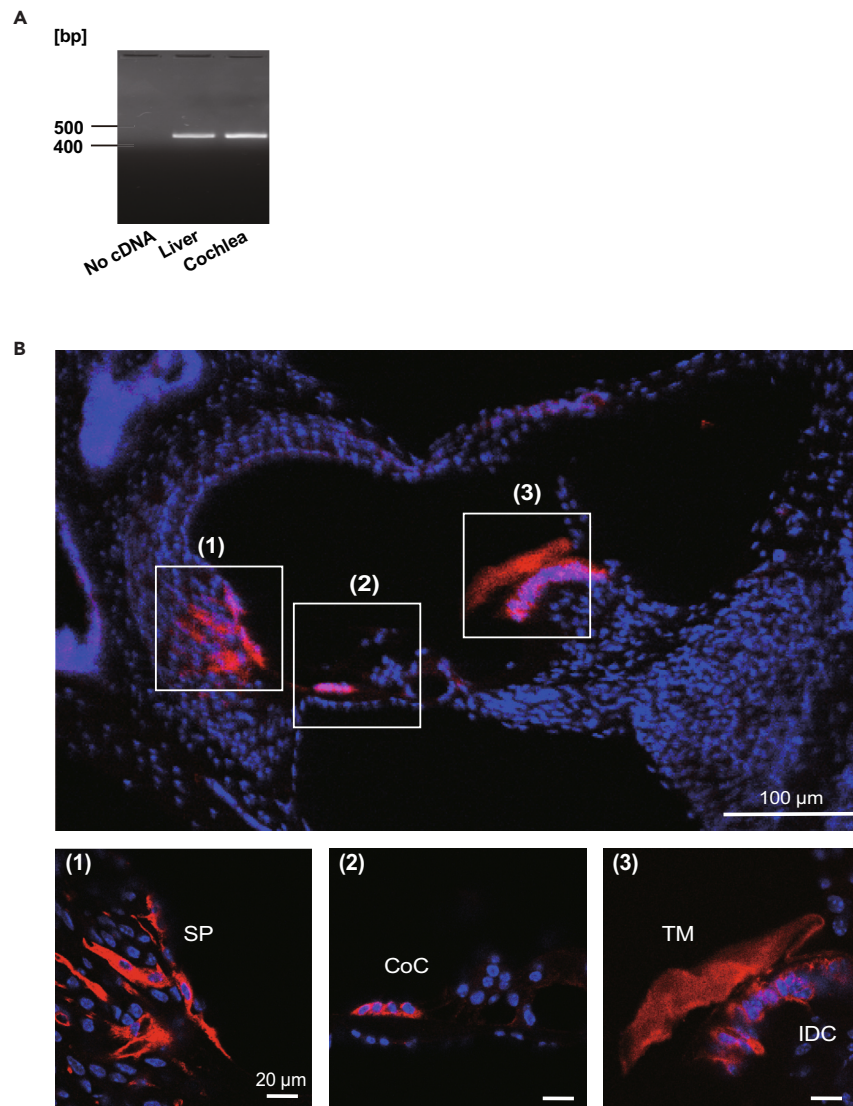 A
[bp]
500
400
No cDNA
Liver
Cochlea
B
(1)
(2)
(3)
100 µm
(1)
SP
20 µm
(2)
CoC
(3)
TM
IDC